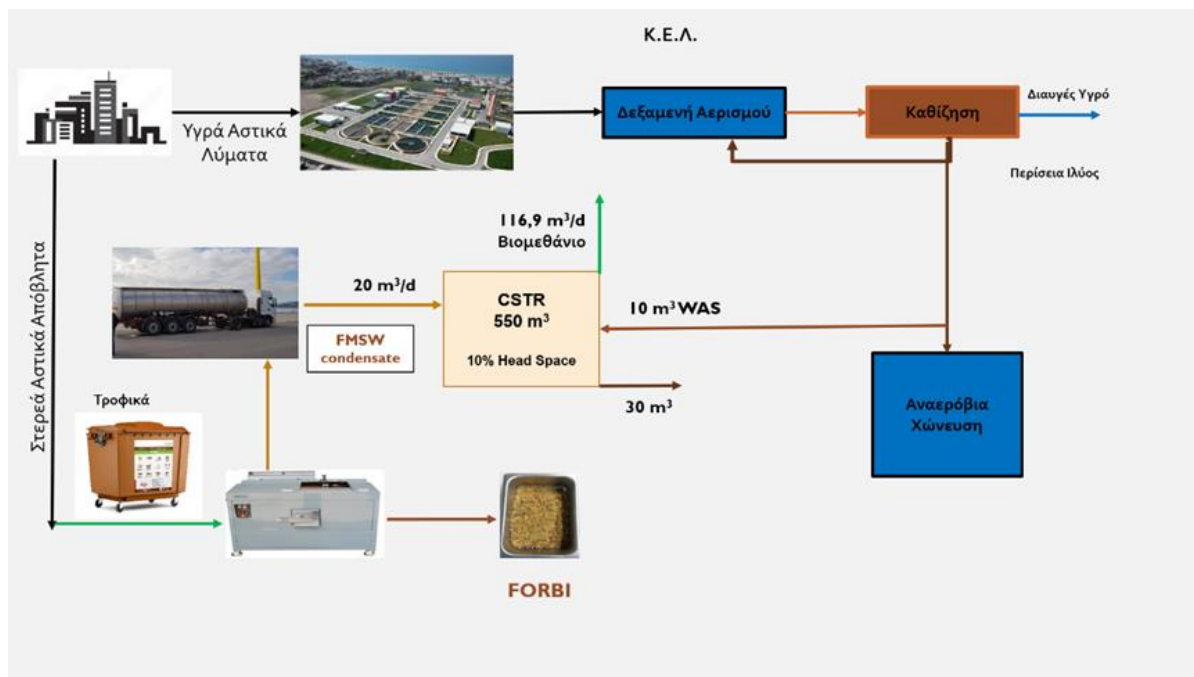 Κ.Ε.Λ.
Υγρά Αστικά
Λύματα
Δεξαμενή Αερισμού
Καθίζηση
Διαυγές Υγρό
Περίσεια Ιλύος
Στερεά Αστικά Απόβλητα
116,9 m³/d
Βιομεθάνιο
20 m³/d
FMSW
condensate
CSTR
550 m³
10% Head Space
10 m³ WAS
30 m³
Αναερόβια
Χώνευση
Τροφικά
FORBI